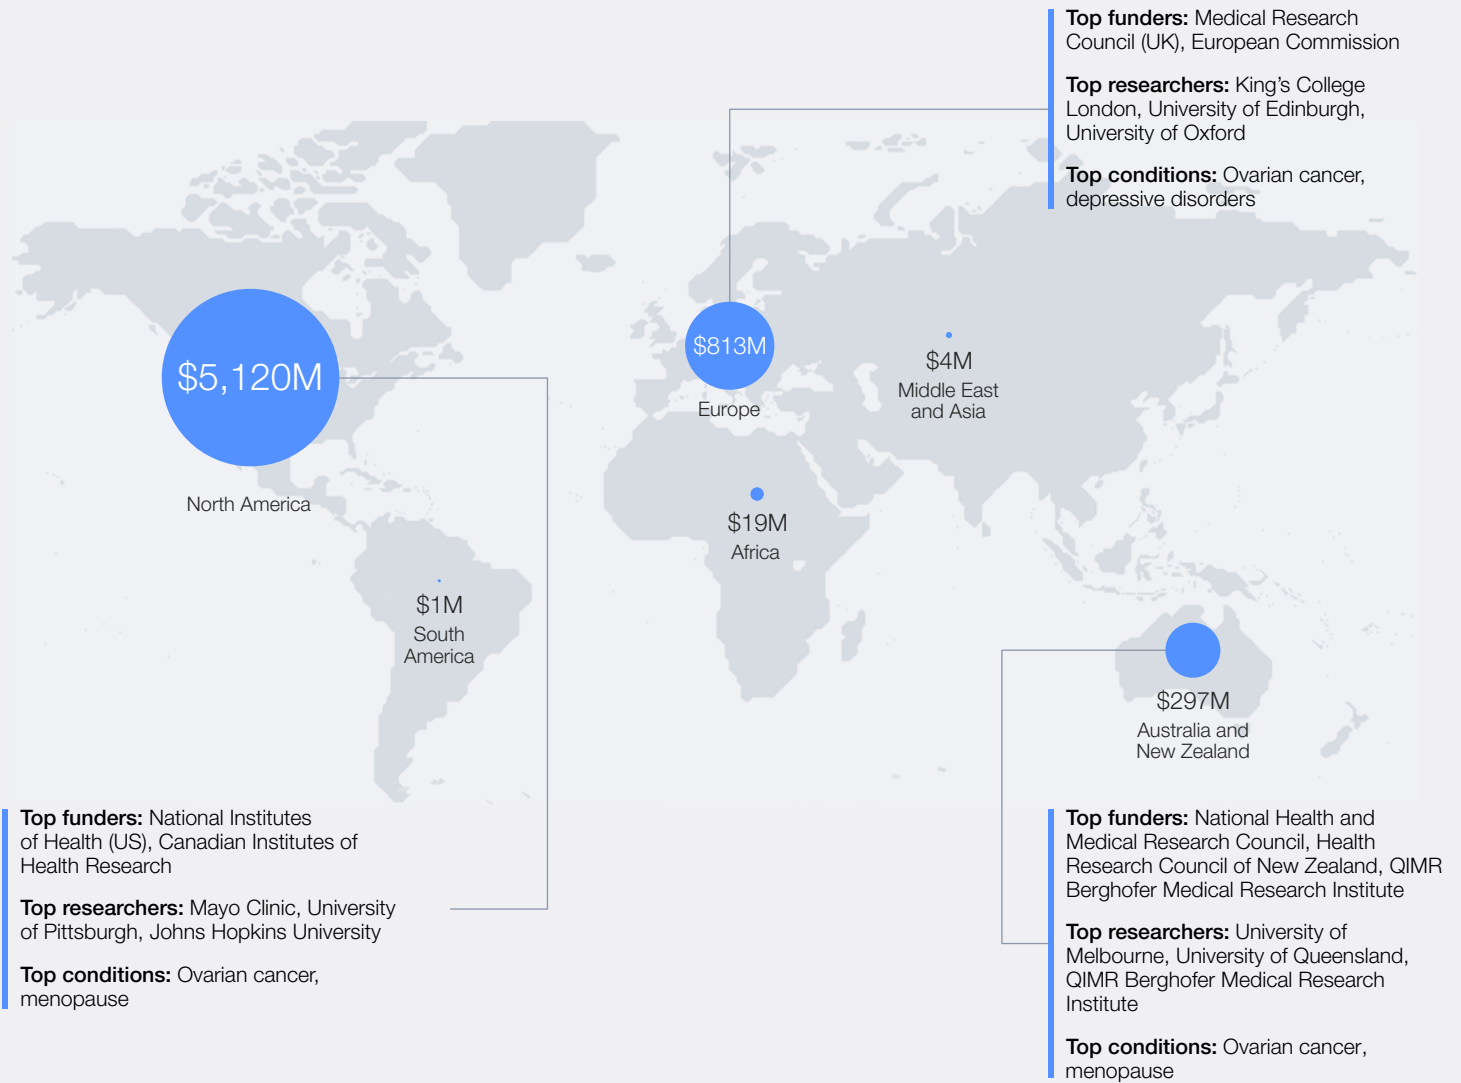 Top funders: Medical Research
Council (UK), European Commission
Top researchers: King's College
London, University of Edinburgh,
University of Oxford
Top conditions: Ovarian cancer,
depressive disorders
$5,120M
North America
$813M
Europe
$4M
Middle East
and Asia
$19M
Africa
$1M
South
America
$297M
Australia and
New Zealand
Top funders: National Institutes
of Health (US), Canadian Institutes of
Health Research
Top researchers: Mayo Clinic, University
of Pittsburgh, Johns Hopkins University
Top conditions: Ovarian cancer,
menopause
Top funders: National Health and
Medical Research Council, Health
Research Council of New Zealand, QIMR
Berghofer Medical Research Institute
Top researchers: University of
Melbourne, University of Queensland,
QIMR Berghofer Medical Research
Institute
Top conditions: Ovarian cancer,
menopause